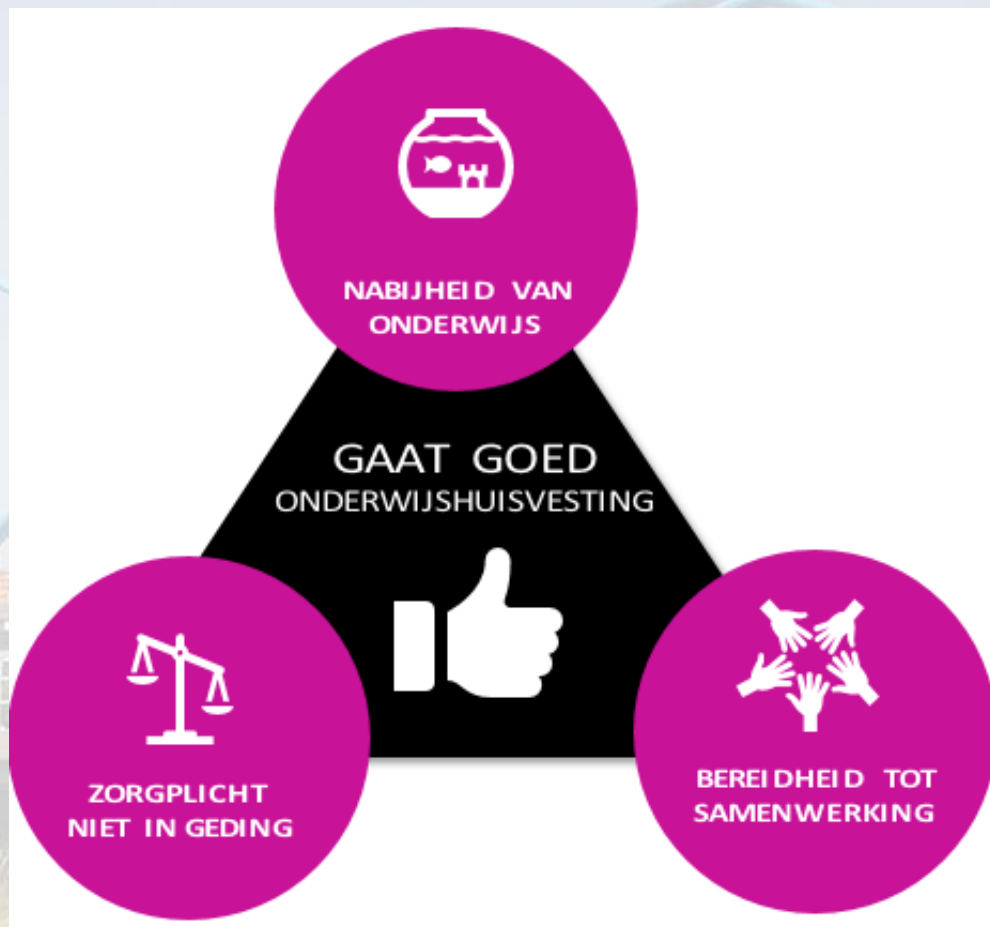 NABIJHEID VAN
ONDERWIJS
GAAT GOED
ONDERWIJSHUISVESTING
ZORGPLICHT
NIET IN GEDING
BEREIDHEID TOT
SAMENWERKING